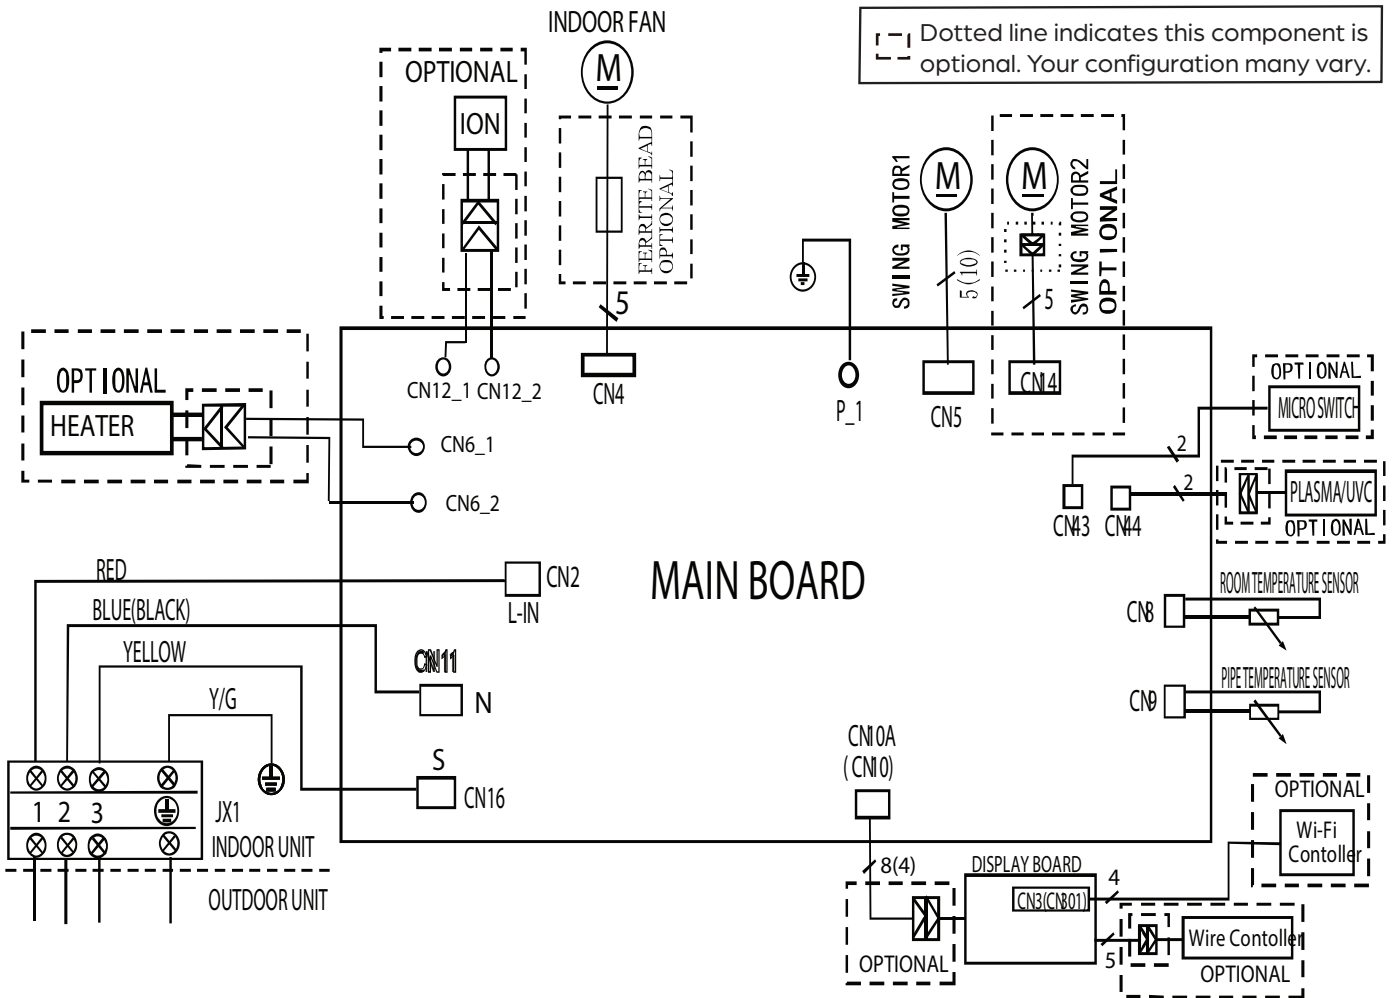 INDOOR FAN
M
Dotted line indicates this component is
optional. Your configuration many vary.
OPTIONAL
ION
FERRITE BEAD
OPTIONAL
5
SWING MOTOR1
M
5(10)
M
5
SWING MOTOR2
OPTIONAL
CN12_1
CN12_2
CN4
P_1
CN5
CN14
OPTIONAL
HEATER
CN6_1
CN6_2
OPTIONAL
MICRO SWITCH
2
CN43
2
CN44
PLASMA/UVC
OPTIONAL
MAIN BOARD
RED
CN2
L-IN
BLUE(BLACK)
CN11
N
YELLOW
S
CN16
Y/G
1 2 3
JX1
INDOOR UNIT
OUTDOOR UNIT
ROOM TEMPERATURE SENSOR
CN8
PIPE TEMPERATURE SENSOR
CN9
CN10A
(CN10)
8(4)
OPTIONAL
DISPLAY BOARD
CN3(CN301)
4
OPTIONAL
Wi-Fi
Contoller
5
Wire Contoller
OPTIONAL